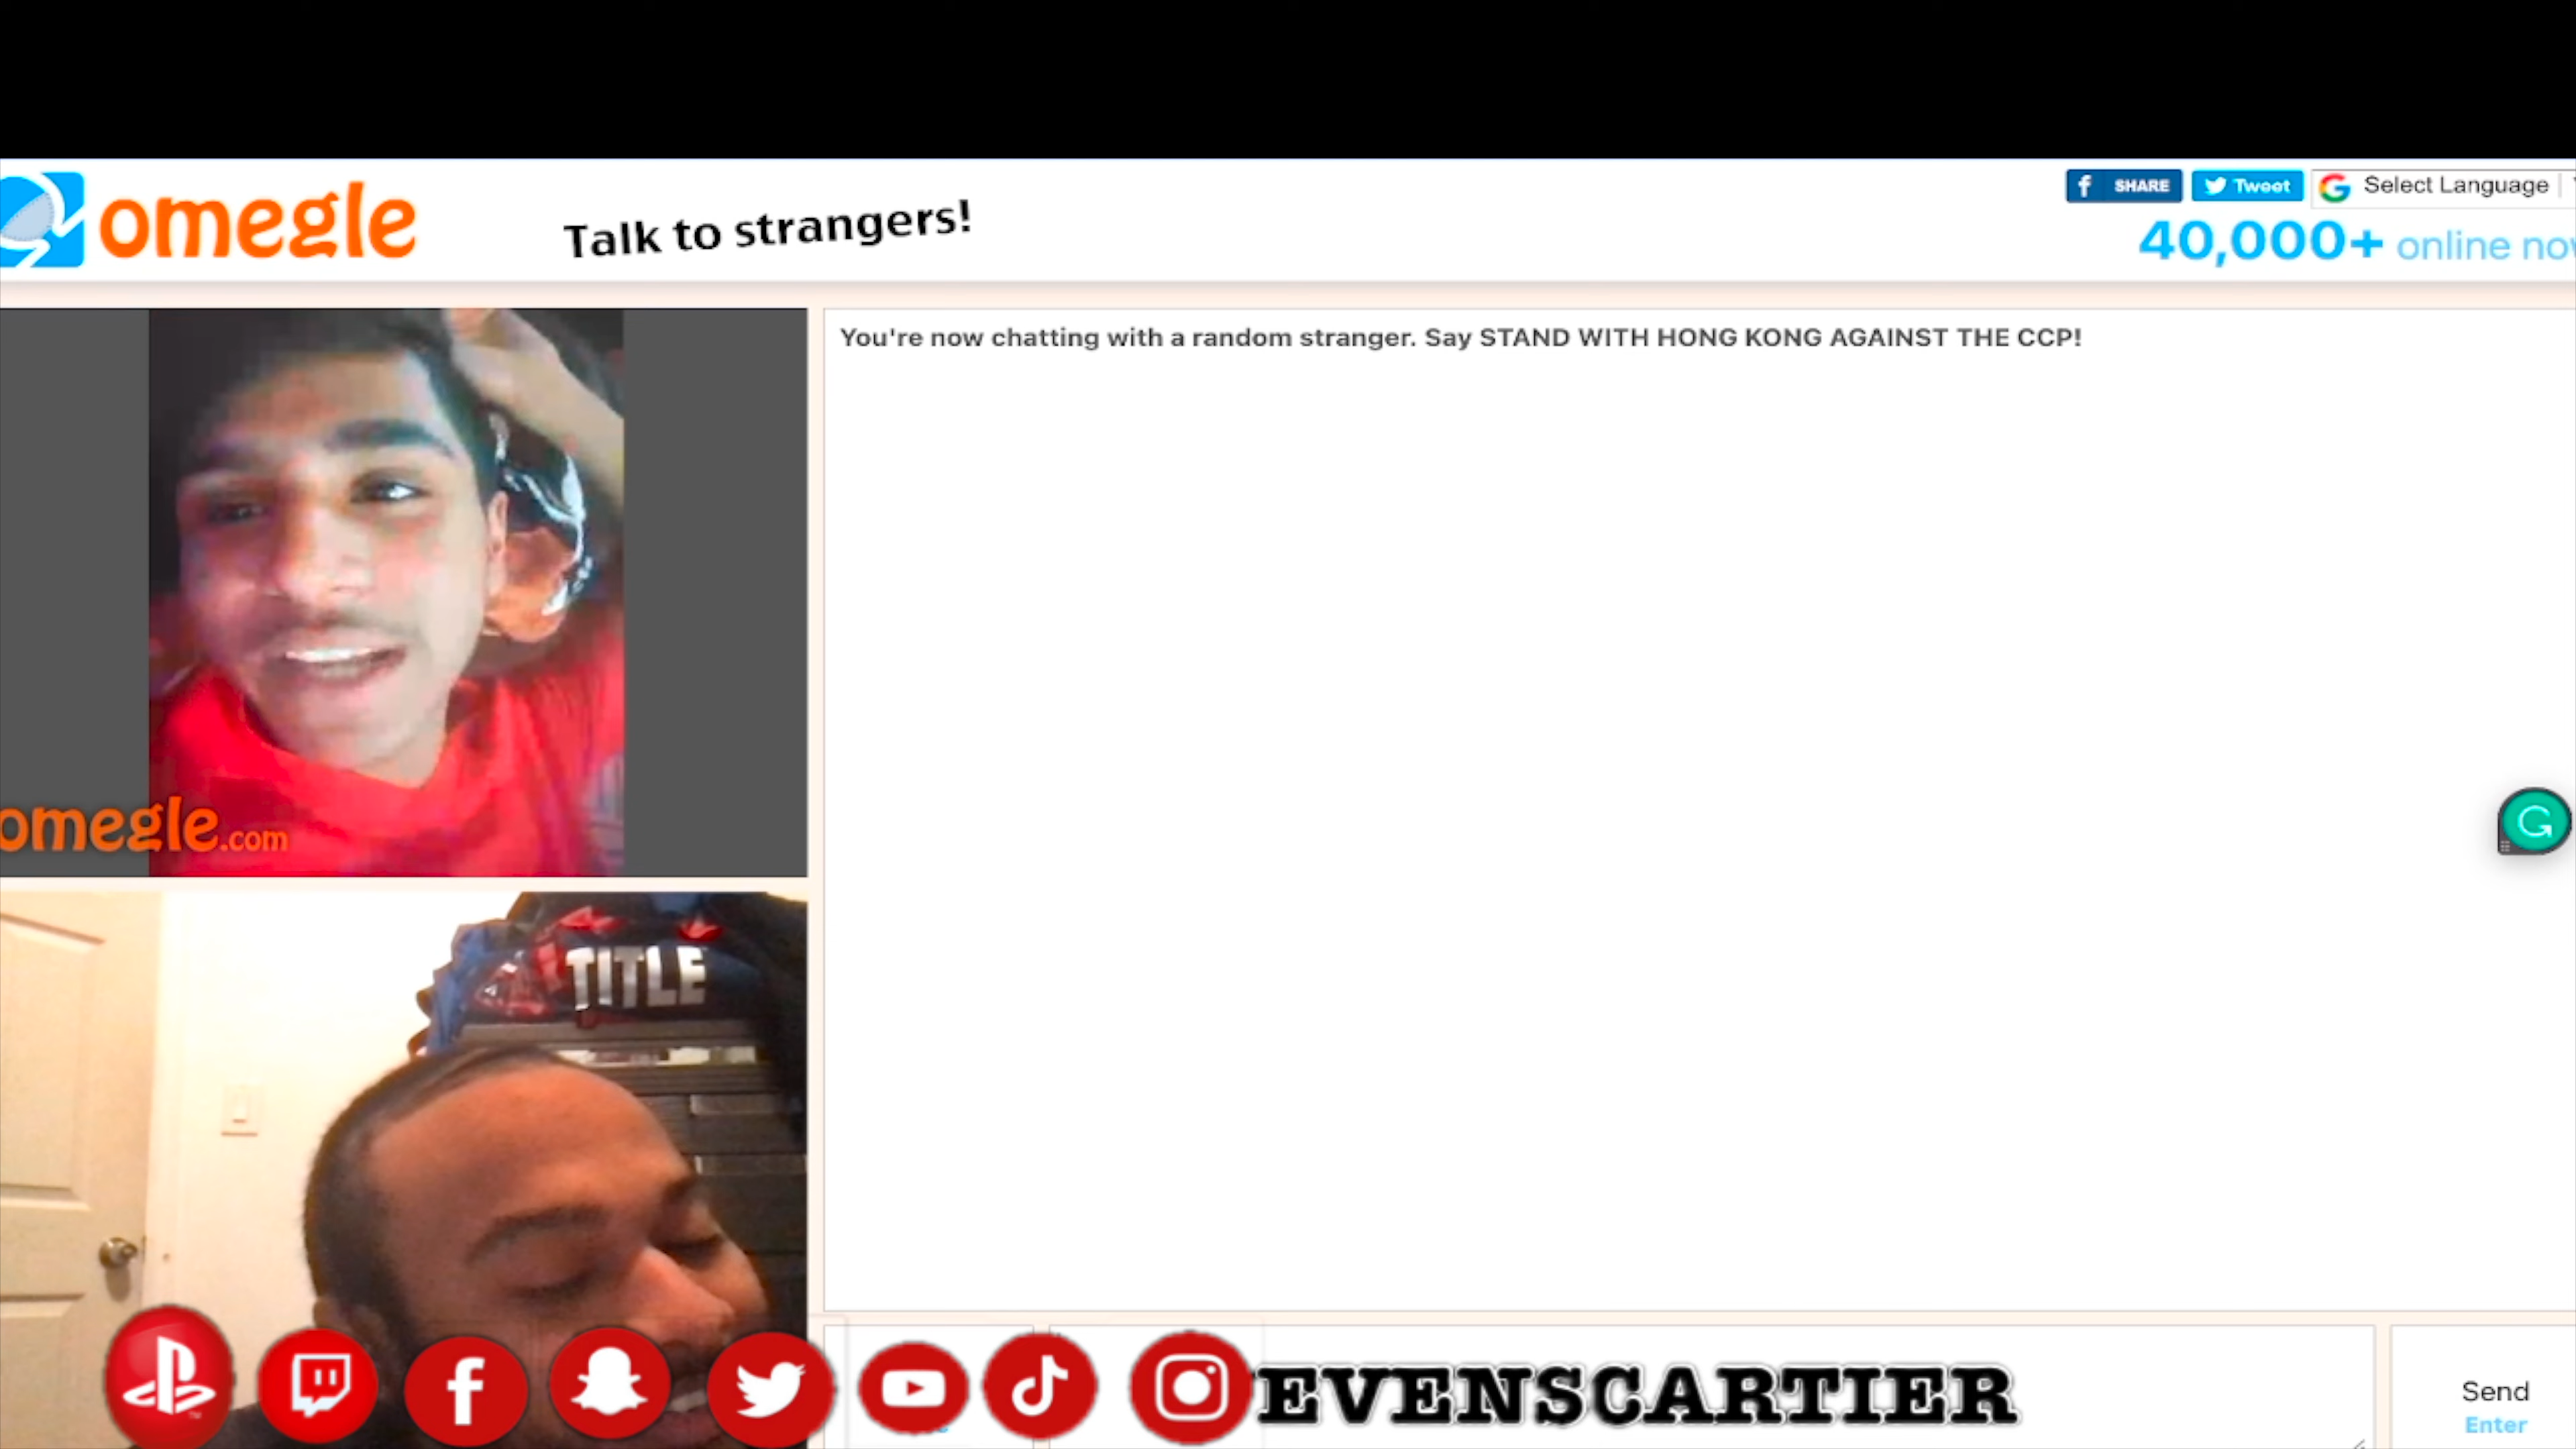 omegle
Talk to strangers!
SHARE
Tweet
Select Language
40,000+ online now
You're now chatting with a random stranger. Say STAND WITH HONG KONG AGAINST THE CCP!
omegle.com
TITLE
EVENSCARTIER
Send
Enter